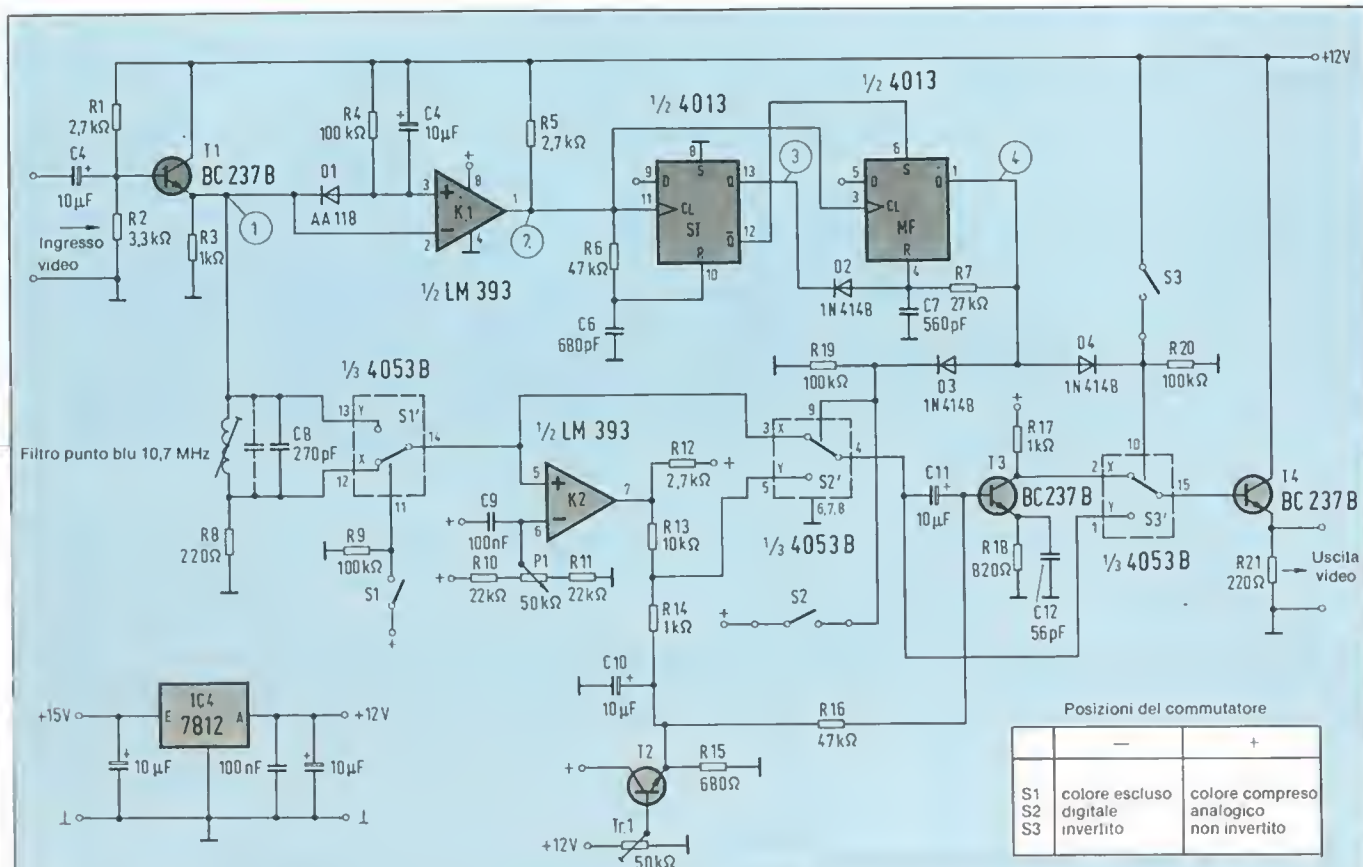 +12V
½ 4013
½ 4013
R1
2,7kΩ
C4
10µF
T1
BC 237 B
R4
100 kΩ
C4
10µF
R5
2,7kΩ
D1
AA 118
R2
3,3kΩ
R3
1kΩ
Ingresso
video
1
+
8
3
+
K1
1
2
-
4
½ LM 393
2
8
S
9
D
13
Q
3
11
CL
SI
12
Q̅
R
10
R6
47kΩ
C6
680pF
6
S
5
D
1
Q̅
4
3
CL
MF
R
4
D2
1N4148
R7
27kΩ
C7
560pF
S3
R19
100kΩ
D3
1N4148
D4
1N4148
R20
100kΩ
⅓ 4053B
Filtro punto blu 10,7 MHz
C8
270pF
13
Y
S1'
14
X
12
11
R8
220Ω
R9
100kΩ
S1
+
½ LM 393
5
+
K2
7
6
-
R12
2,7kΩ
+
C9
100nF
+
R10
22kΩ
P1
50kΩ
R11
22kΩ
+
R13
10kΩ
R14
1kΩ
9
3
X
4
S2'
Y
5
6,7,8
⅓ 4053B
S2
+
C11
10µF
+
R17
1kΩ
T3
BC 237 B
R18
820Ω
C12
56pF
10
2
X
15
S3'
Y
1
⅓ 4053B
T4
BC 237 B
R21
220Ω
Uscita
video
C10
10µF
R16
47kΩ
T2
+
R15
680Ω
Tr.1
+12V
50kΩ
+15V
IC4
E
A
7812
+12V
10µF
100nF
10µF
⊥
⊥
Posizioni del commutatore
— +
S1 colore escluso colore compreso
S2 digitale analogico
S3 invertito non invertito